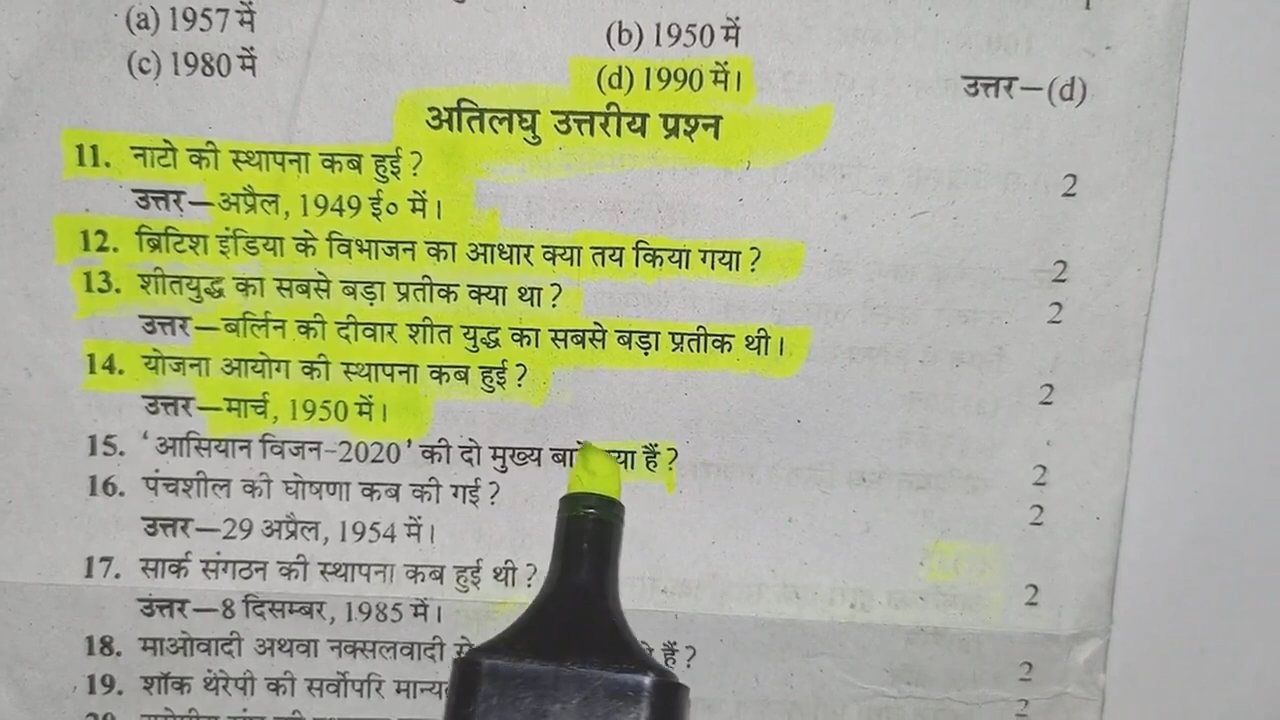 (a) 1957 में
(b) 1950 में
(c) 1980 में
(d) 1990 में।
उत्तर–(d)
अतिलघु उत्तरीय प्रश्न
11. नाटो की स्थापना कब हुई ? 2
उत्तर–अप्रैल, 1949 ई० में।
12. ब्रिटिश इंडिया के विभाजन का आधार क्या तय किया गया ? 2
13. शीतयुद्ध का सबसे बड़ा प्रतीक क्या था ? 2
उत्तर–बर्लिन की दीवार शीत युद्ध का सबसे बड़ा प्रतीक थी।
14. योजना आयोग की स्थापना कब हुई ? 2
उत्तर–मार्च, 1950 में।
15. ‘आसियान विजन-2020’ की दो मुख्य हैं ? 2
16. पंचशील की घोषणा कब की गई ? 2
उत्तर–29 अप्रैल, 1954 में।
17. सार्क संगठन की स्थापना कब हुई थी ? 2
उत्तर–8 दिसम्बर, 1985 में।
18. माओवादी अथवा नक्सलवादी हैं ? 2
19. शॉक थेरेपी की सर्वोपरि 2